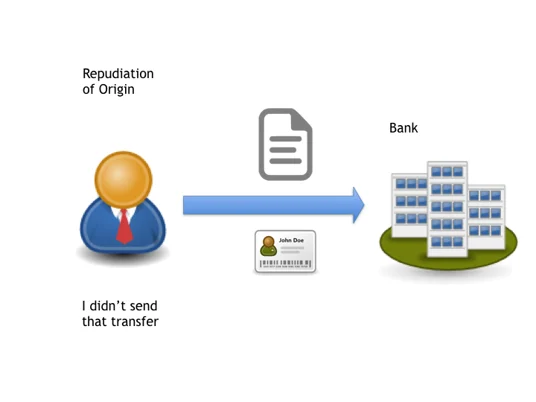 Repudiation
of Origin
Bank
John Doe
I didn't send
that transfer